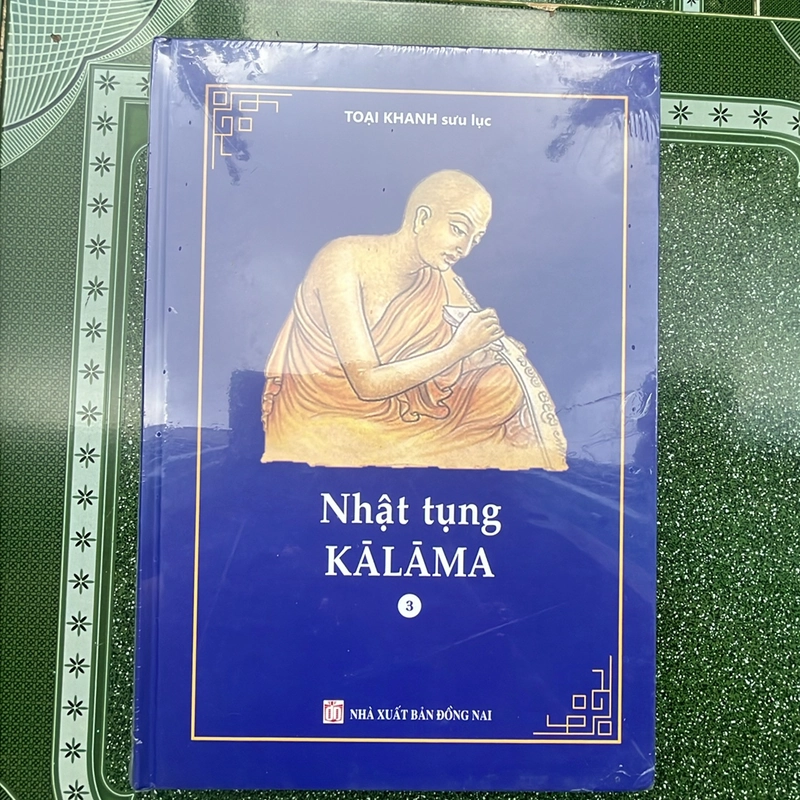 TOẠI KHANH sưu lục
Nhật tụng
KĀLĀMA
3
NHÀ XUẤT BẢN ĐỒNG NAI